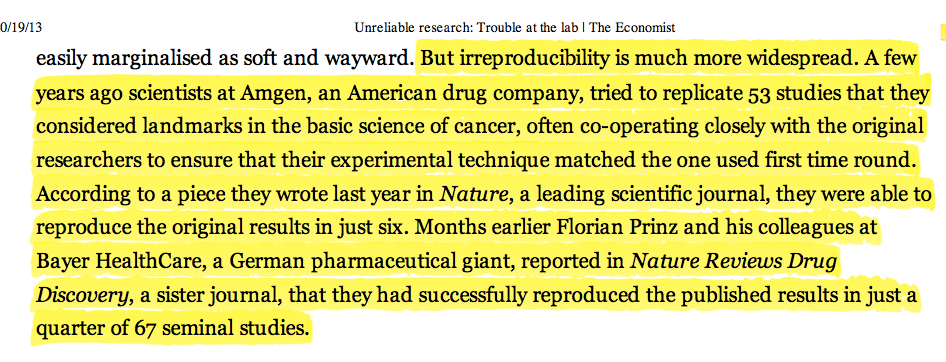 0/19/13 Unreliable research: Trouble at the lab | The Economist
easily marginalised as soft and wayward. But irreproducibility is much more widespread. A few
years ago scientists at Amgen, an American drug company, tried to replicate 53 studies that they
considered landmarks in the basic science of cancer, often co-operating closely with the original
researchers to ensure that their experimental technique matched the one used first time round.
According to a piece they wrote last year in Nature, a leading scientific journal, they were able to
reproduce the original results in just six. Months earlier Florian Prinz and his colleagues at
Bayer HealthCare, a German pharmaceutical giant, reported in Nature Reviews Drug
Discovery, a sister journal, that they had successfully reproduced the published results in just a
quarter of 67 seminal studies.